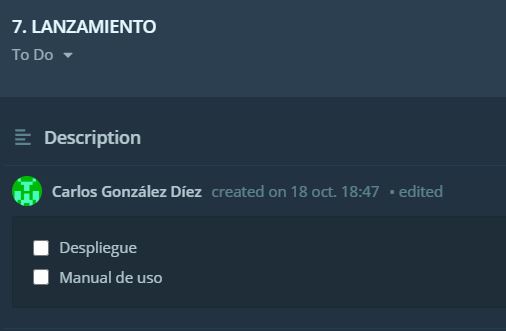 7. LANZAMIENTO
To Do
Description
Carlos González Díez created on 18 oct. 18:47 • edited
Despliegue
Manual de uso